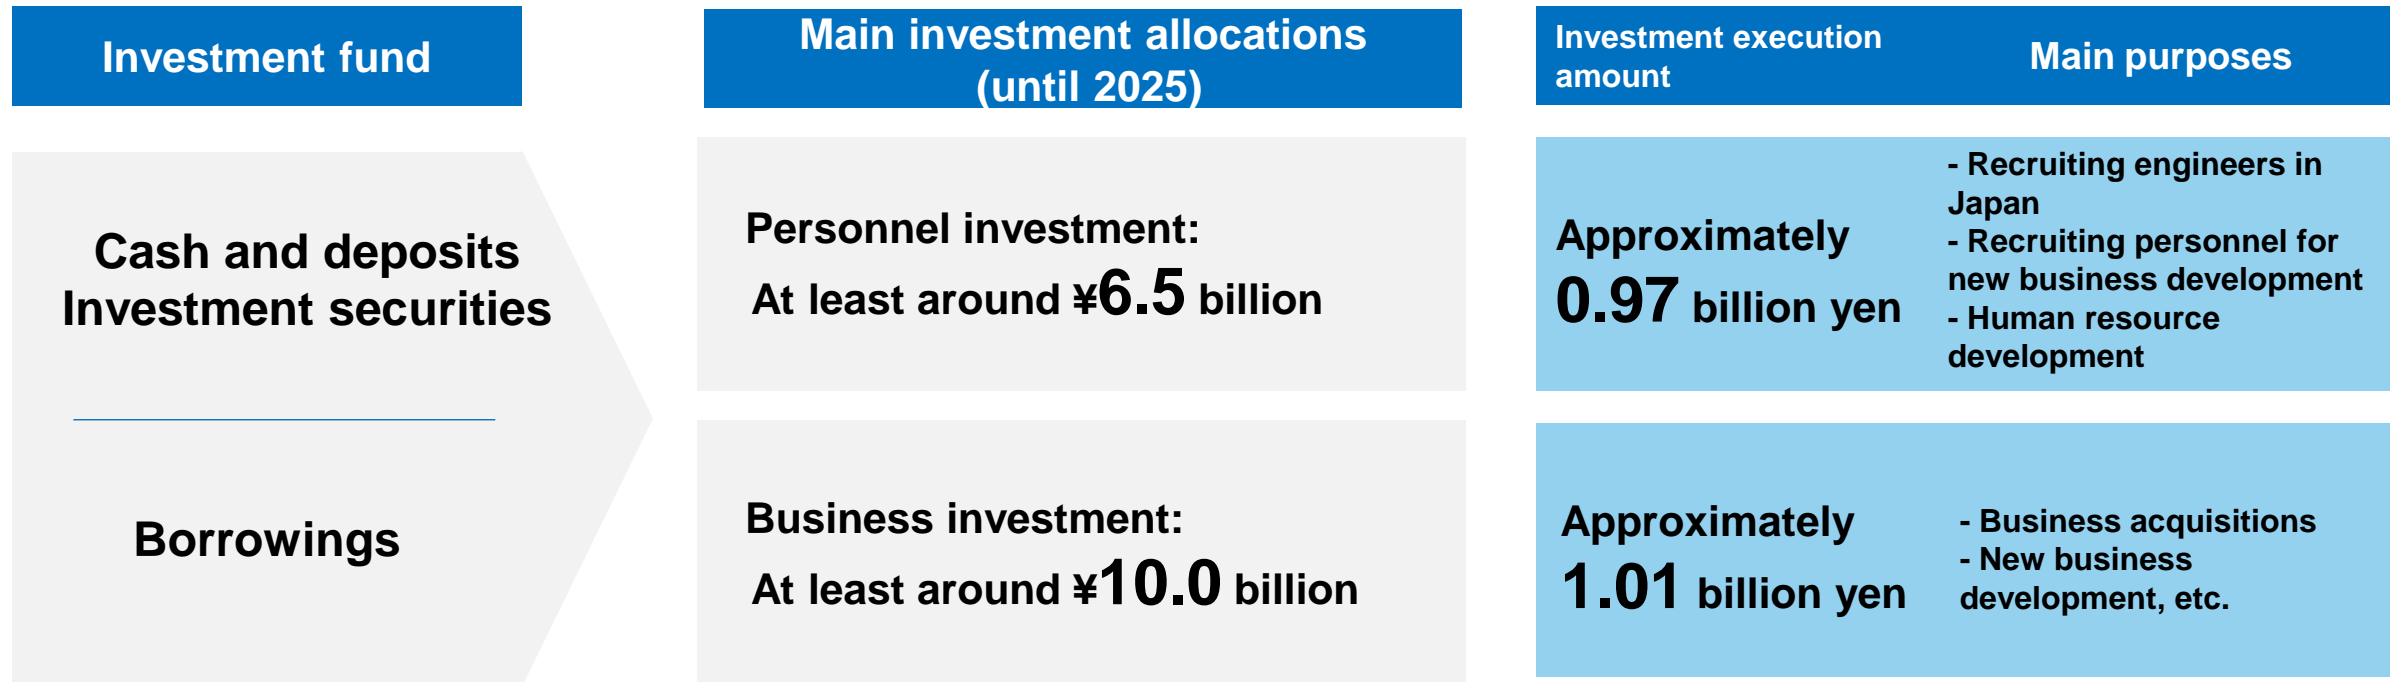 Investment fund
Main investment allocations
(until 2025)
Investment execution
amount
Main purposes
Cash and deposits
Investment securities
Borrowings
Personnel investment:
At least around ¥6.5 billion
Approximately
0.97 billion yen
- Recruiting engineers in
Japan
- Recruiting personnel for
new business development
- Human resource
development
Business investment:
At least around ¥10.0 billion
Approximately
1.01 billion yen
- Business acquisitions
- New business
development, etc.